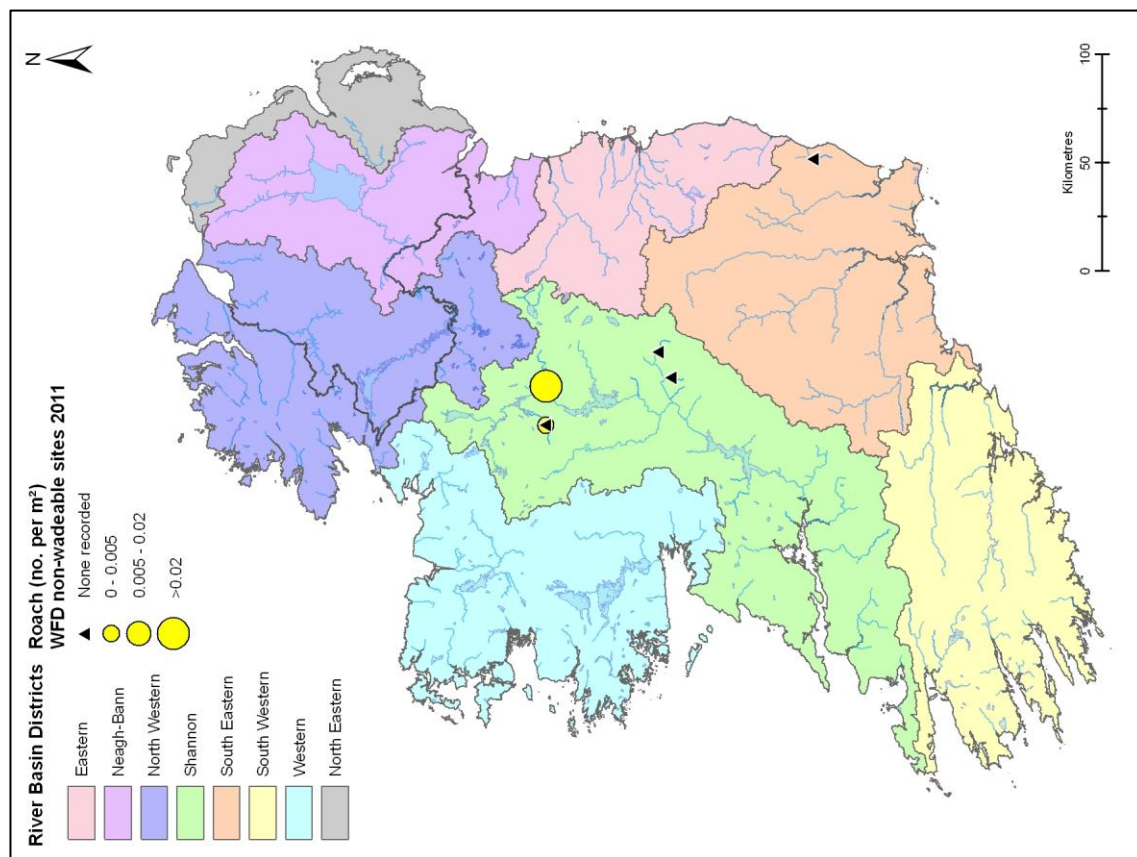 N
River Basin Districts
Eastern
Neagh-Bann
North Western
Shannon
South Eastern
South Western
Western
North Eastern
Roach (no. per m²)
WFD non-wadeable sites 2011
None recorded
0 - 0.005
0.005 - 0.02
>0.02
0 50 100
Kilometres